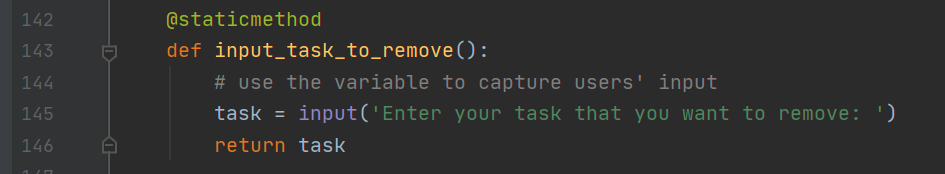 142 @staticmethod
143 def input_task_to_remove():
144 # use the variable to capture users' input
145 task = input('Enter your task that you want to remove: ')
146 return task